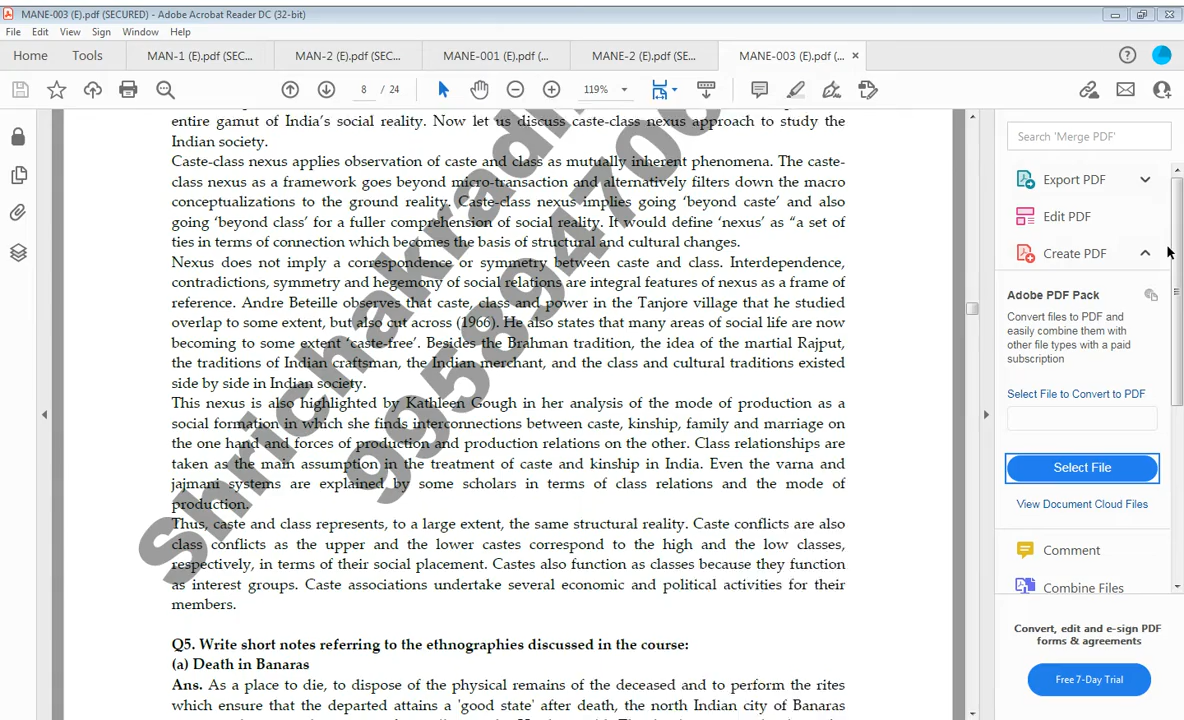 MANE-003 (E).pdf (SECURED) - Adobe Acrobat Reader DC (32-bit)
File Edit View Sign Window Help
Home Tools MAN-1 (E).pdf (SEC... MAN-2 (E).pdf (SEC... MANE-001 (E).pdf (... MANE-2 (E).pdf (SE... MANE-003 (E).pdf (... ×
8 / 24 119%
entire gamut of India's social reality. Now let us discuss caste-class nexus approach to study the
Indian society.
Caste-class nexus applies observation of caste and class as mutually inherent phenomena. The caste-
class nexus as a framework goes beyond micro-transaction and alternatively filters down the macro
conceptualizations to the ground reality. Caste-class nexus implies going 'beyond caste' and also
going 'beyond class' for a fuller comprehension of social reality. It would define 'nexus' as "a set of
ties in terms of connection which becomes the basis of structural and cultural changes.
Nexus does not imply a correspondence or symmetry between caste and class. Interdependence,
contradictions, symmetry and hegemony of social relations are integral features of nexus as a frame of
reference. Andre Beteille observes that caste, class and power in the Tanjore village that he studied
overlap to some extent, but also cut across (1966). He also states that many areas of social life are now
becoming to some extent 'caste-free'. Besides the Brahman tradition, the idea of the martial Rajput,
the traditions of Indian craftsman, the Indian merchant, and the class and cultural traditions existed
side by side in Indian society.
This nexus is also highlighted by Kathleen Gough in her analysis of the mode of production as a
social formation in which she finds interconnections between caste, kinship, family and marriage on
the one hand and forces of production and production relations on the other. Class relationships are
taken as the main assumption in the treatment of caste and kinship in India. Even the varna and
jajmani systems are explained by some scholars in terms of class relations and the mode of
production.
Thus, caste and class represents, to a large extent, the same structural reality. Caste conflicts are also
class conflicts as the upper and the lower castes correspond to the high and the low classes,
respectively, in terms of their social placement. Castes also function as classes because they function
as interest groups. Caste associations undertake several economic and political activities for their
members.
Q5. Write short notes referring to the ethnographies discussed in the course:
(a) Death in Banaras
Ans. As a place to die, to dispose of the physical remains of the deceased and to perform the rites
which ensure that the departed attains a 'good state' after death, the north Indian city of Banaras
Search 'Merge PDF'
Export PDF
Edit PDF
Create PDF
Adobe PDF Pack
Convert files to PDF and
easily combine them with
other file types with a paid
subscription
Select File to Convert to PDF
Select File
View Document Cloud Files
Comment
Combine Files
Convert, edit and e-sign PDF
forms & agreements
Free 7-Day Trial